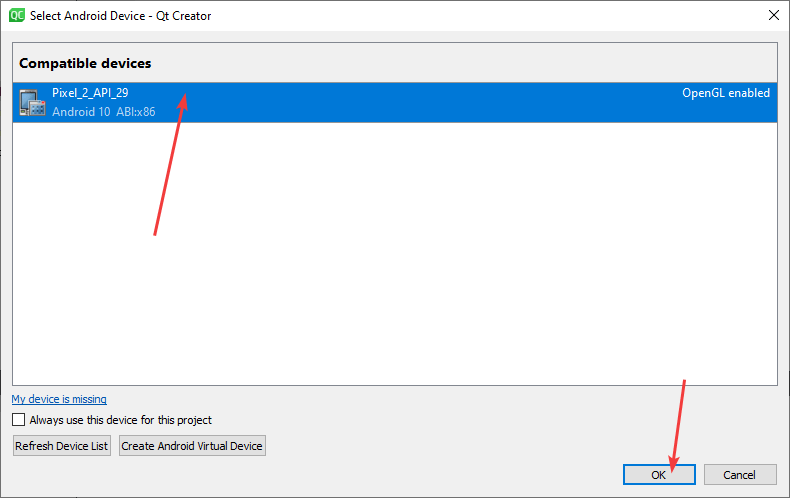 QC Select Android Device - Qt Creator
Compatible devices
Pixel_2_API_29 OpenGL enabled
Android 10 ABI:x86
My device is missing
Always use this device for this project
Refresh Device List Create Android Virtual Device
OK Cancel